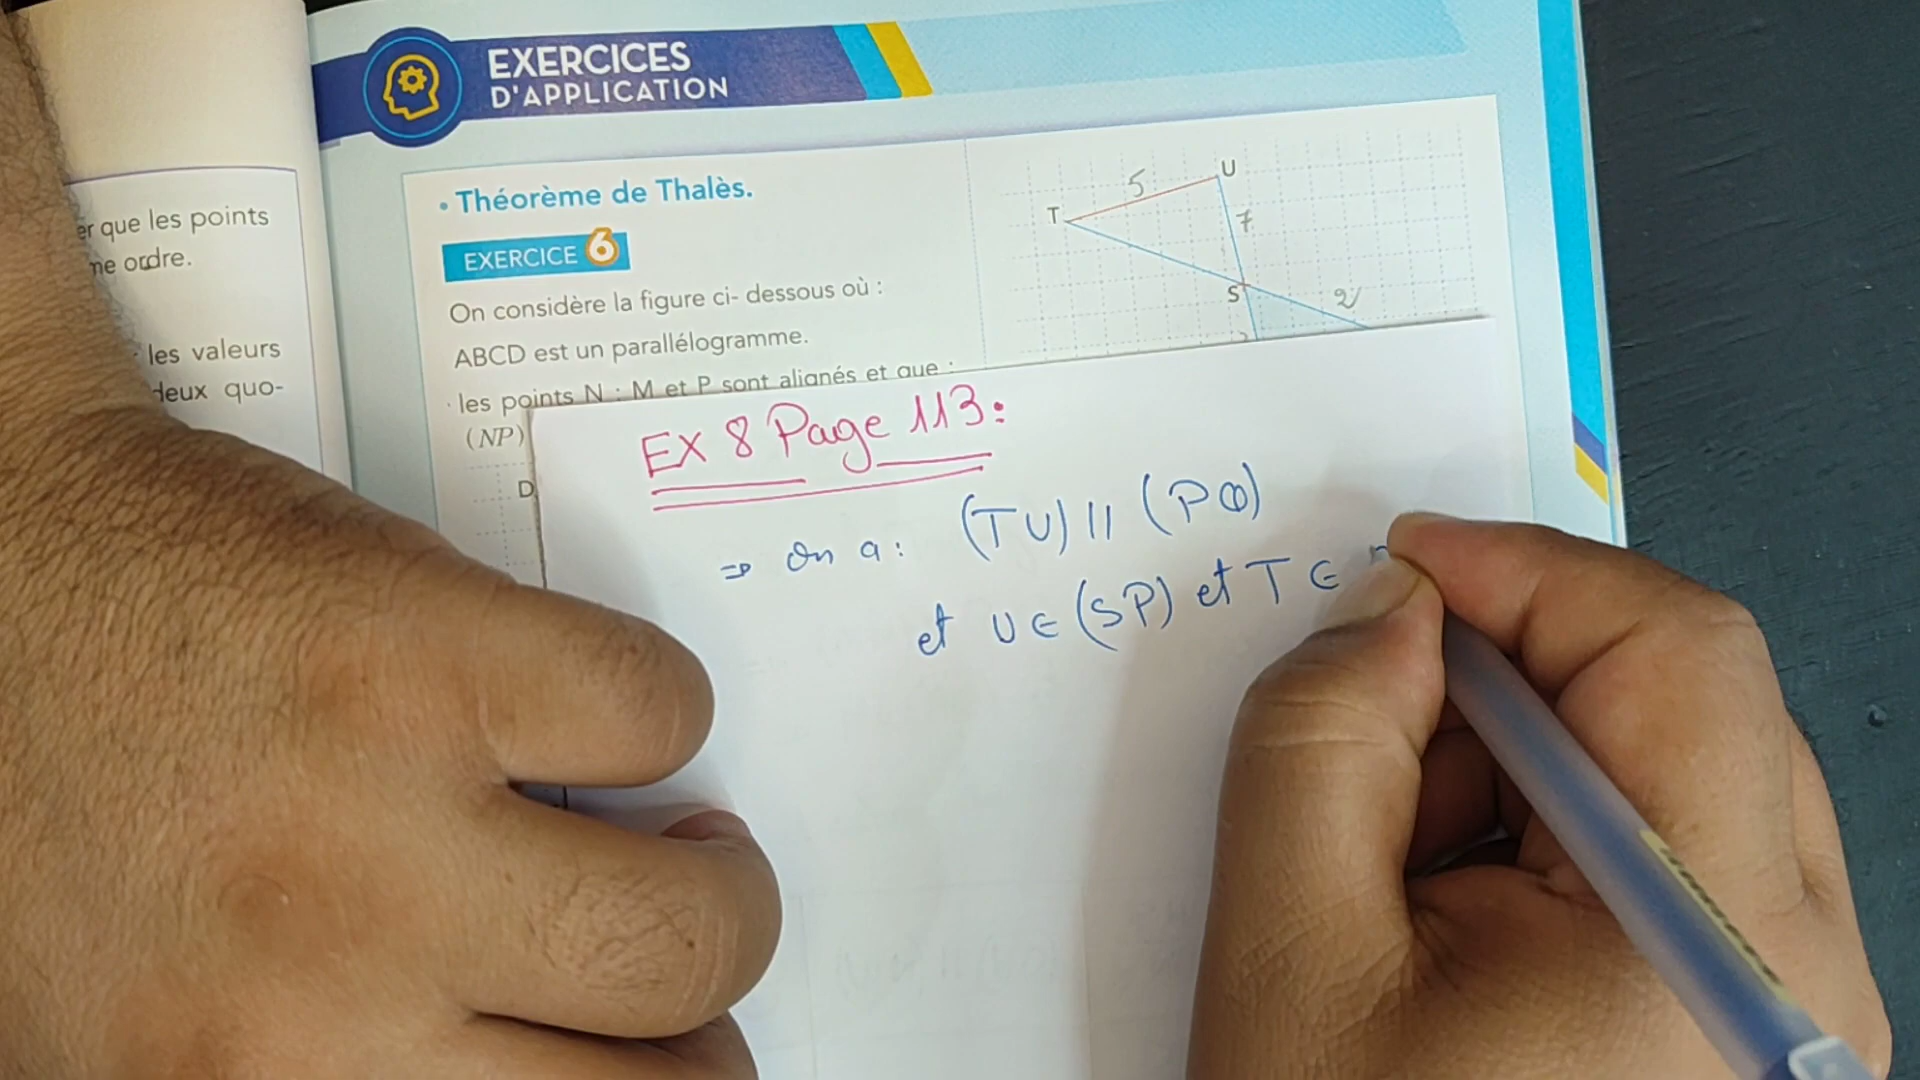 EXERCICES
D'APPLICATION
• Théorème de Thalès.
EXERCICE 6
On considère la figure ci- dessous où :
ABCD est un parallélogramme.
· les points N ; M et P sont alignés et que :
(NP)
D
que les points
ordre.
les valeurs
deux quo-
T
5
U
7
S
2
EX 8 Page 113:
⇒ On a: (TU) // (PQ)
et U ∈ (SP) et T ∈